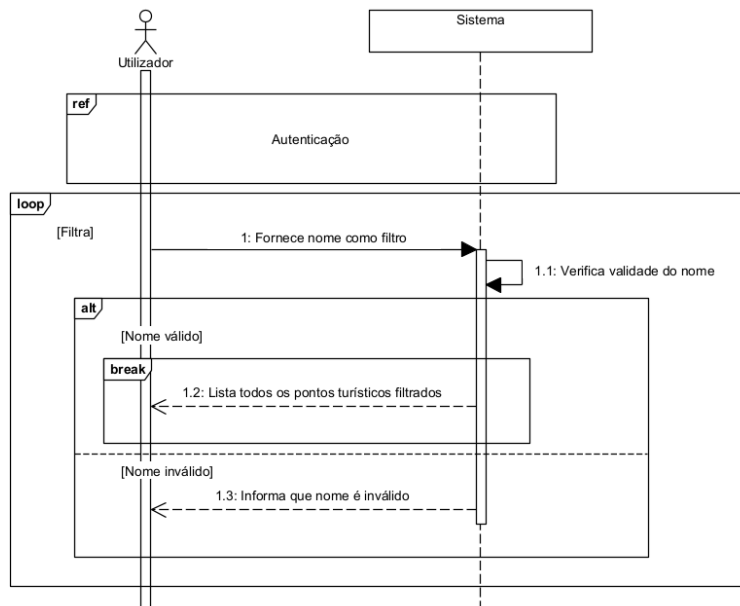 Sistema
Utilizador
ref
Autenticação
loop
[Filtra]
1: Fornece nome como filtro
1.1: Verifica validade do nome
alt
[Nome válido]
break
1.2: Lista todos os pontos turísticos filtrados
[Nome inválido]
1.3: Informa que nome é inválido